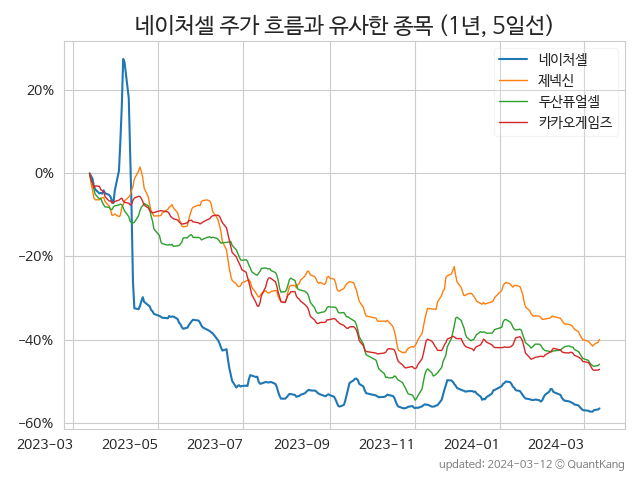 네이처셀 주가 흐름과 유사한 종목 (1년, 5일선)
네이처셀
제넥신
두산퓨얼셀
카카오게임즈
20%
0%
−20%
−40%
−60%
2023-03 2023-05 2023-07 2023-09 2023-11 2024-01 2024-03
updated: 2024-03-12 © QuantKang